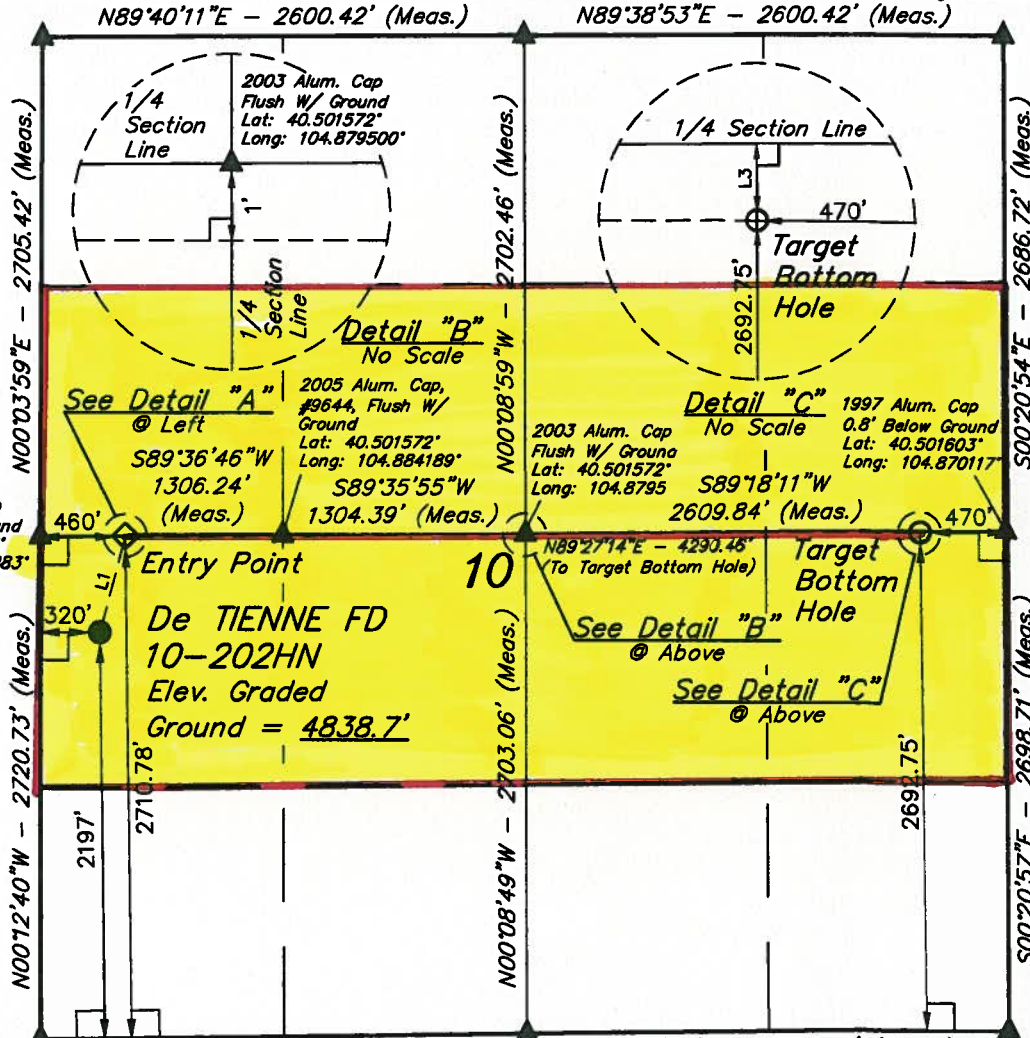 N89°40'11"E - 2600.42' (Meas.)
N89°38'53"E - 2600.42' (Meas.)
N00°03'59"E - 2705.42' (Meas.)
1/4
Section
Line
2003 Alum. Cap
Flush W/ Ground
Lat: 40.501572°
Long: 104.879500°
1'
1/4
Section
Line
Detail "B"
No Scale
N00°08'59"W - 2702.46' (Meas.)
1/4 Section Line
L3
470'
Target
Bottom
Hole
2692.75'
Detail "C"
No Scale
S00°20'54"E - 2686.72' (Meas.)
See Detail "A"
@ Left
S89°36'46"W
1306.24'
(Meas.)
2005 Alum. Cap,
#9644, Flush W/
Ground
Lat: 40.501572°
Long: 104.884189°
S89°35'55"W
1304.39' (Meas.)
2003 Alum. Cap
Flush W/ Ground
Lat: 40.501572°
Long: 104.8795
S89°18'11"W
2609.84' (Meas.)
1997 Alum. Cap
0.8' Below Ground
Lat: 40.501603°
Long: 104.870117°
460'
470'
983"
Entry Point
10
N89°27'14"E - 4290.46'
(To Target Bottom Hole)
Target
Bottom
Hole
L1
320'
De TIENNE FD
10-202HN
Elev. Graded
Ground = 4838.7'
See Detail "B"
@ Above
See Detail "C"
@ Above
N00°12'40"W - 2720.73' (Meas.)
2197'
2710.78'
N00°08'49"W - 2703.06' (Meas.)
2692.75'
S00°20'57"E - 2698.71' (Meas.)